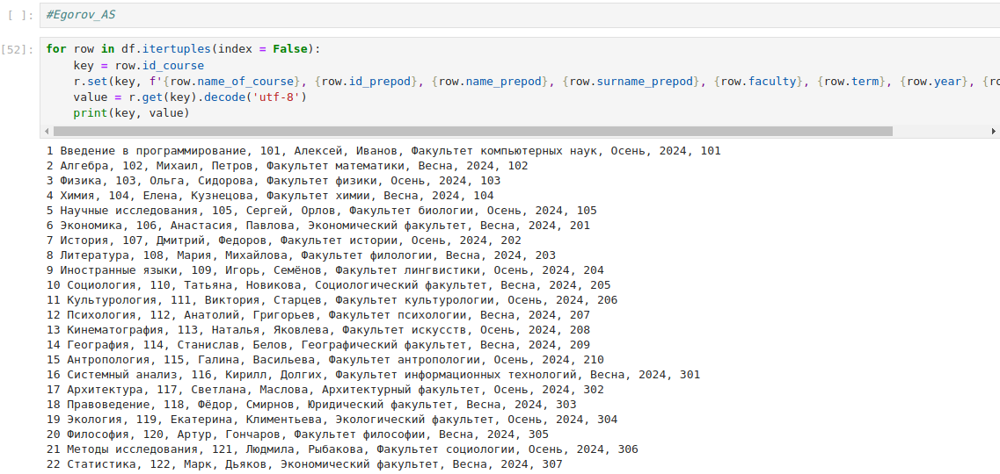 [ ]: #Egorov_AS
[52]: for row in df.itertuples(index = False):
key = row.id_course
r.set(key, f'{row.name_of_course}, {row.id_prepod}, {row.name_prepod}, {row.surname_prepod}, {row.faculty}, {row.term}, {row.year}, {ro
value = r.get(key).decode('utf-8')
print(key, value)
1 Введение в программирование, 101, Алексей, Иванов, Факультет компьютерных наук, Осень, 2024, 101
2 Алгебра, 102, Михаил, Петров, Факультет математики, Весна, 2024, 102
3 Физика, 103, Ольга, Сидорова, Факультет физики, Осень, 2024, 103
4 Химия, 104, Елена, Кузнецова, Факультет химии, Весна, 2024, 104
5 Научные исследования, 105, Сергей, Орлов, Факультет биологии, Осень, 2024, 105
6 Экономика, 106, Анастасия, Павлова, Экономический факультет, Весна, 2024, 201
7 История, 107, Дмитрий, Федоров, Факультет истории, Осень, 2024, 202
8 Литература, 108, Мария, Михайлова, Факультет филологии, Весна, 2024, 203
9 Иностранные языки, 109, Игорь, Семёнов, Факультет лингвистики, Осень, 2024, 204
10 Социология, 110, Татьяна, Новикова, Социологический факультет, Весна, 2024, 205
11 Культурология, 111, Виктория, Старцев, Факультет культурологии, Осень, 2024, 206
12 Психология, 112, Анатолий, Григорьев, Факультет психологии, Весна, 2024, 207
13 Кинематография, 113, Наталья, Яковлева, Факультет искусств, Осень, 2024, 208
14 География, 114, Станислав, Белов, Географический факультет, Весна, 2024, 209
15 Антропология, 115, Галина, Васильева, Факультет антропологии, Осень, 2024, 210
16 Системный анализ, 116, Кирилл, Долгих, Факультет информационных технологий, Весна, 2024, 301
17 Архитектура, 117, Светлана, Маслова, Архитектурный факультет, Осень, 2024, 302
18 Правоведение, 118, Фёдор, Смирнов, Юридический факультет, Весна, 2024, 303
19 Экология, 119, Екатерина, Климентьева, Экологический факультет, Осень, 2024, 304
20 Философия, 120, Артур, Гончаров, Факультет философии, Весна, 2024, 305
21 Методы исследования, 121, Людмила, Рыбакова, Факультет социологии, Осень, 2024, 306
22 Статистика, 122, Марк, Дьяков, Экономический факультет, Весна, 2024, 307